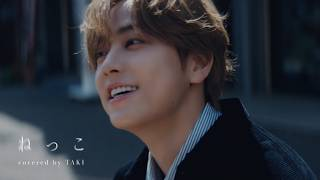 ねっこ
covered by TAKI